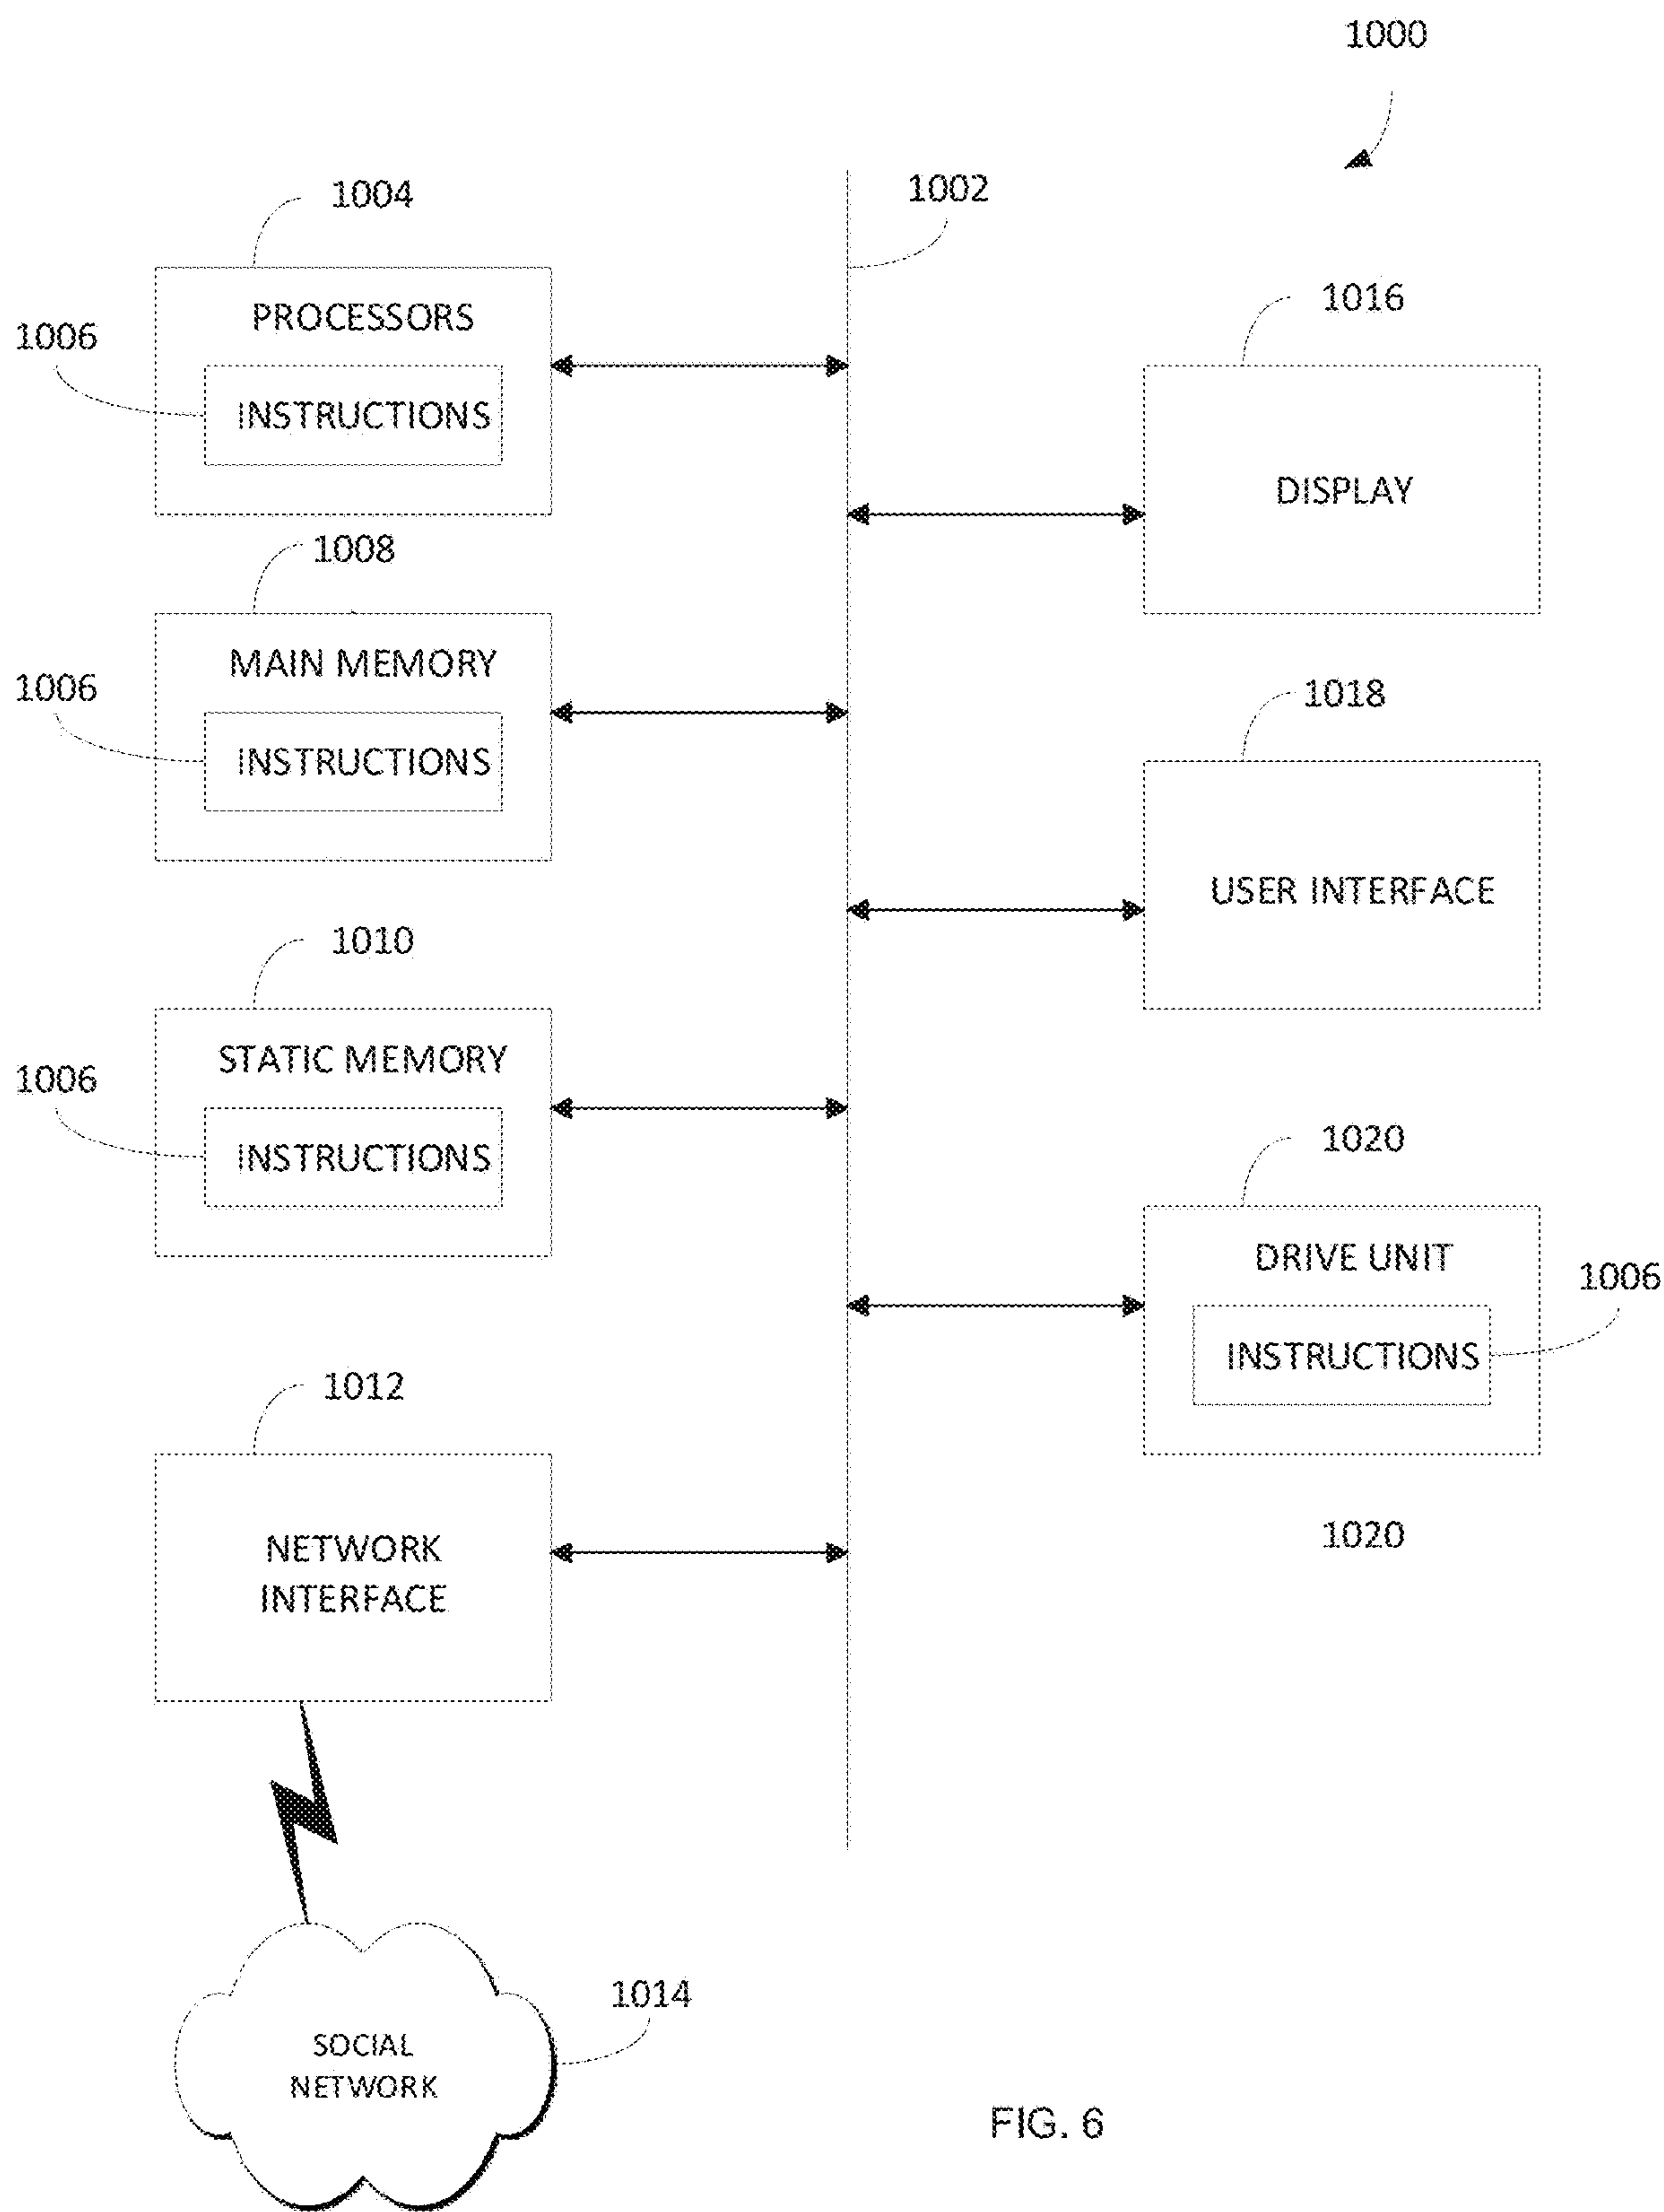 1000
1004
1002
PROCESSORS
1016
1006
INSTRUCTIONS
DISPLAY
1008
MAIN MEMORY
1006
1018
INSTRUCTIONS
USER INTERFACE
1010
STATIC MEMORY
1006
1020
INSTRUCTIONS
DRIVE UNIT
1006
INSTRUCTIONS
1012
1020
NETWORK
INTERFACE
1014
SOCIAL
NETWORK
FIG. 6